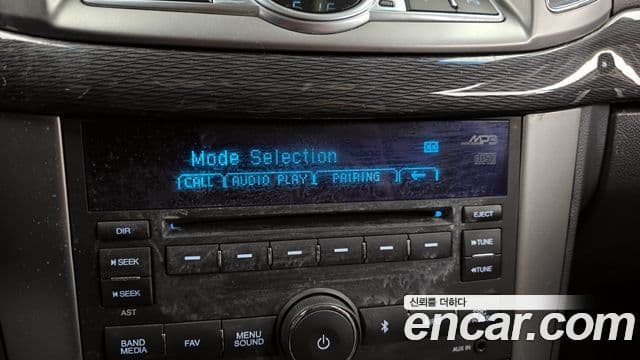 Mode Selection
MP3
CALL AUDIO PLAY PAIRING ←
DIR
EJECT
SEEK
TUNE
SEEK
TUNE
AST
BAND
MEDIA
FAV
MENU
SOUND
AUX IN
신뢰를 더하다
encar.com